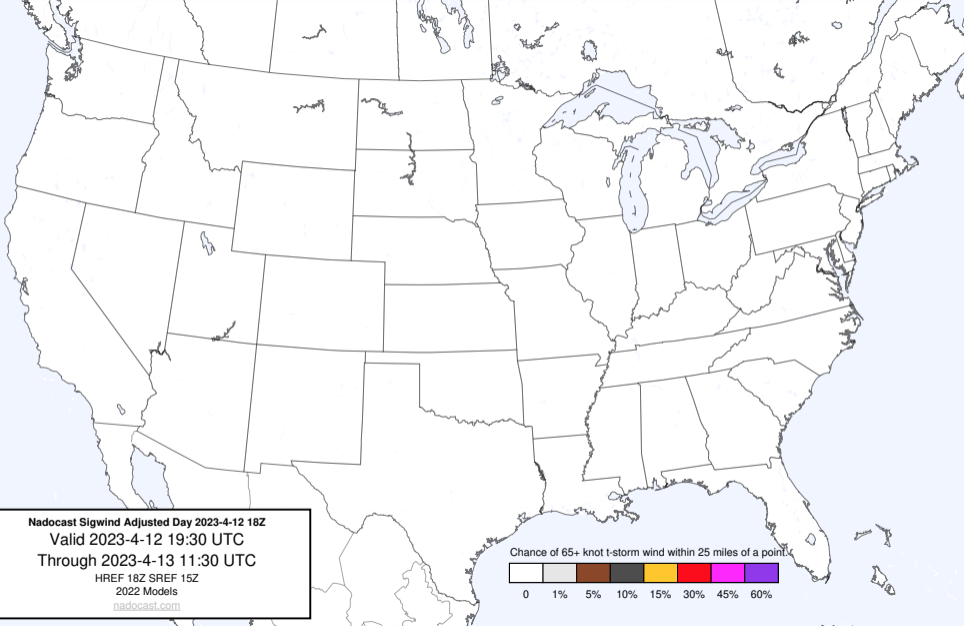 Nadocast Sigwind Adjusted Day 2023-4-12 18Z
Valid 2023-4-12 19:30 UTC
Through 2023-4-13 11:30 UTC
HREF 18Z SREF 15Z
2022 Models
nadocast.com
Chance of 65+ knot t-storm wind within 25 miles of a point.
0 1% 5% 10% 15% 30% 45% 60%